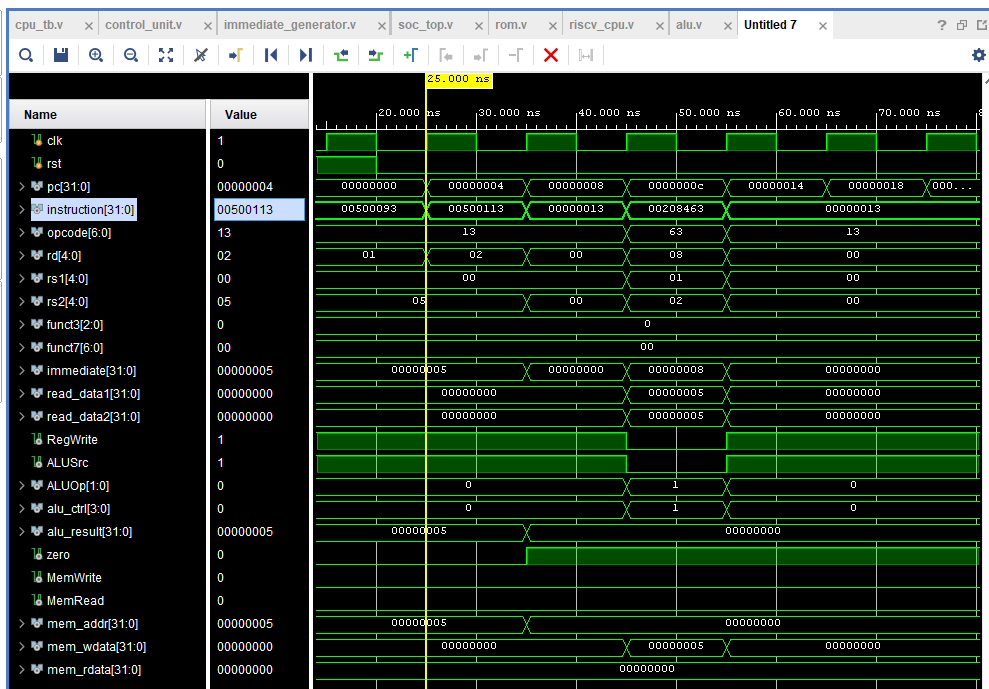 cpu_tb.v × control_unit.v × immediate_generator.v × soc_top.v × rom.v × riscv_cpu.v × alu.v × Untitled 7 × ?
25.000 ns
20.000 ns 30.000 ns 40.000 ns 50.000 ns 60.000 ns 70.000 ns 8
Name Value
clk 1
rst 0
pc[31:0] 00000004 00000000 00000004 00000008 0000000c 00000014 00000018 000...
instruction[31:0] 00500113 00500093 00500113 00000013 00208463 00000013
opcode[6:0] 13 13 63 13
rd[4:0] 02 01 02 00 08 00
rs1[4:0] 00 00 01 00
rs2[4:0] 05 05 00 02 00
funct3[2:0] 0 0
funct7[6:0] 00 00
immediate[31:0] 00000005 00000005 00000000 00000008 00000000
read_data1[31:0] 00000000 00000000 00000005 00000000
read_data2[31:0] 00000000 00000000 00000005 00000000
RegWrite 1
ALUSrc 1
ALUOp[1:0] 0 0 1 0
alu_ctrl[3:0] 0 0 1 0
alu_result[31:0] 00000005 00000005 00000000
zero 0
MemWrite 0
MemRead 0
mem_addr[31:0] 00000005 00000005 00000000
mem_wdata[31:0] 00000000 00000000 00000005 00000000
mem_rdata[31:0] 00000000 00000000